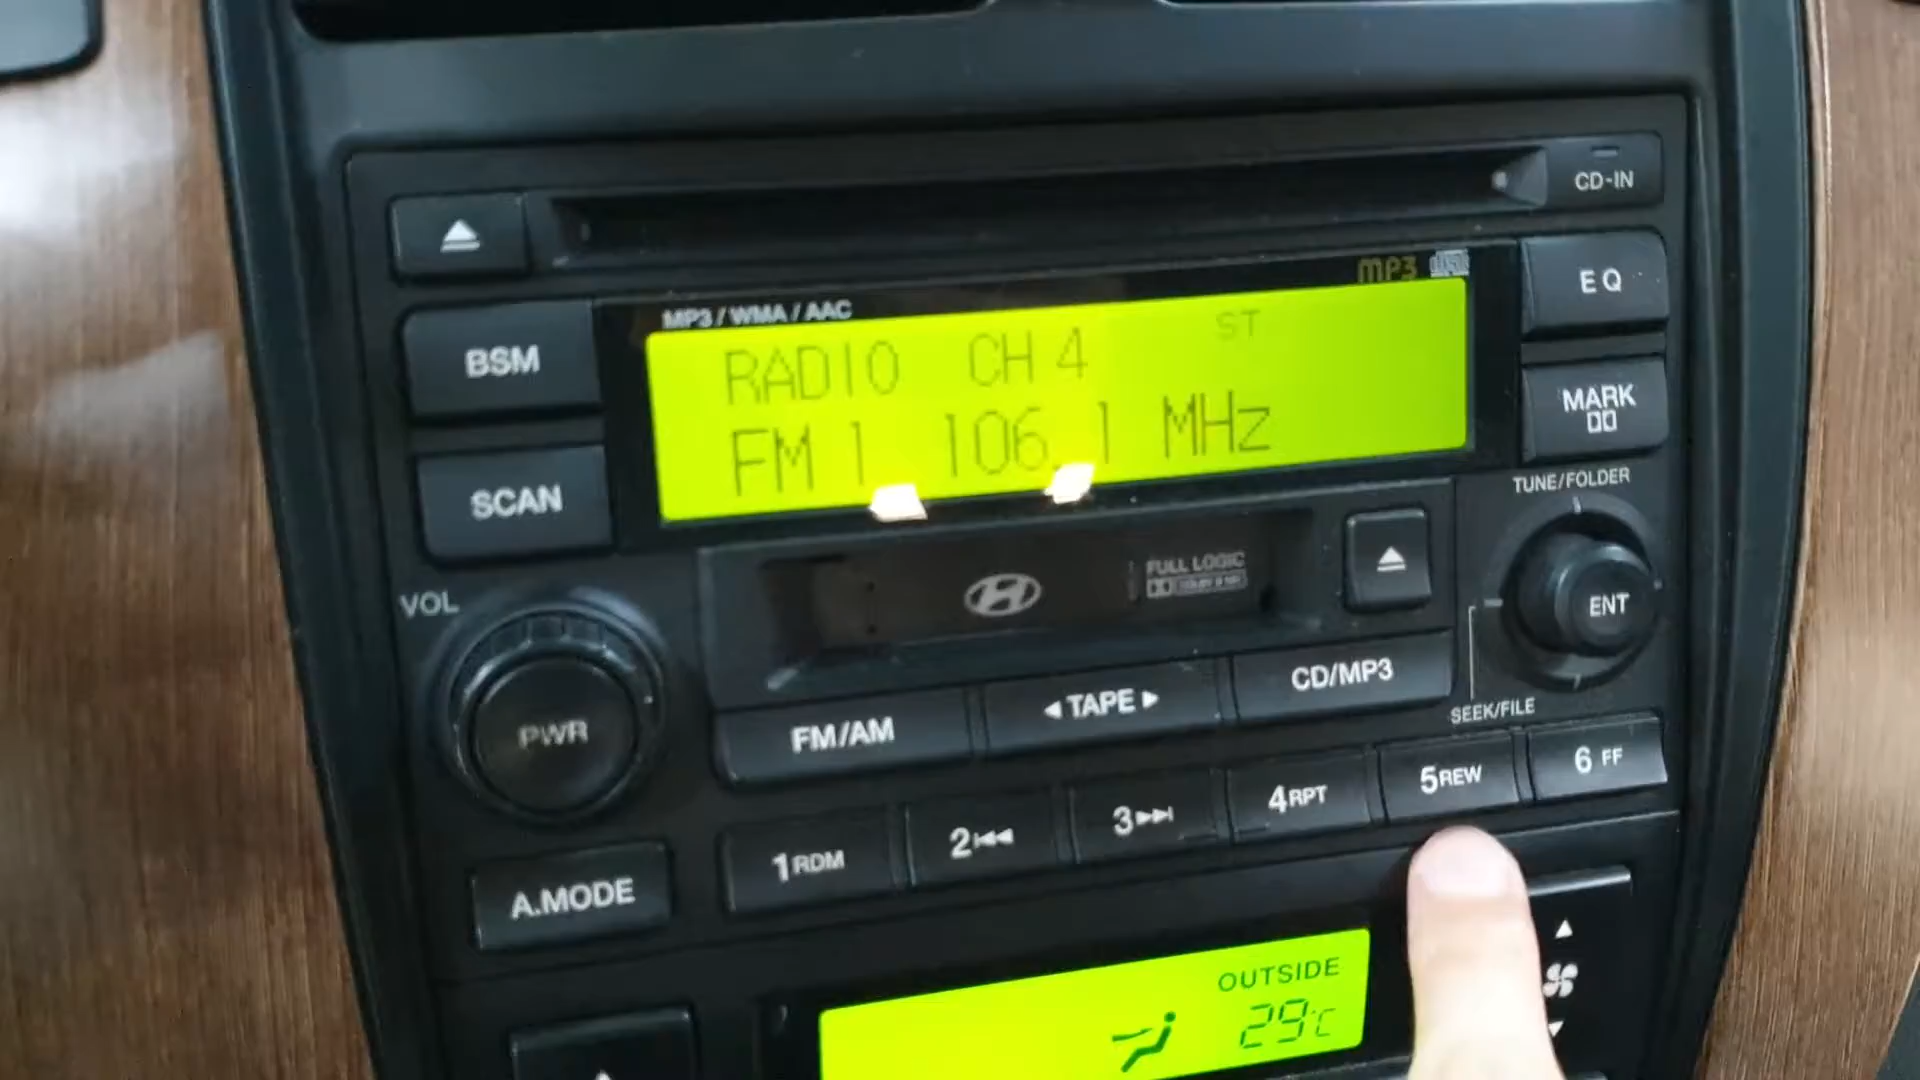 CD-IN
MP3
EQ
MP3 / WMA / AAC
BSM
RADIO CH 4 ST
MARK
FM 1 106.1 MHz
SCAN
TUNE/FOLDER
FULL LOGIC
VOL
ENT
CD/MP3
◄ TAPE ►
SEEK/FILE
PWR
FM/AM
6 FF
5 REW
4 RPT
3
2
1 RDM
A.MODE
OUTSIDE
29°C